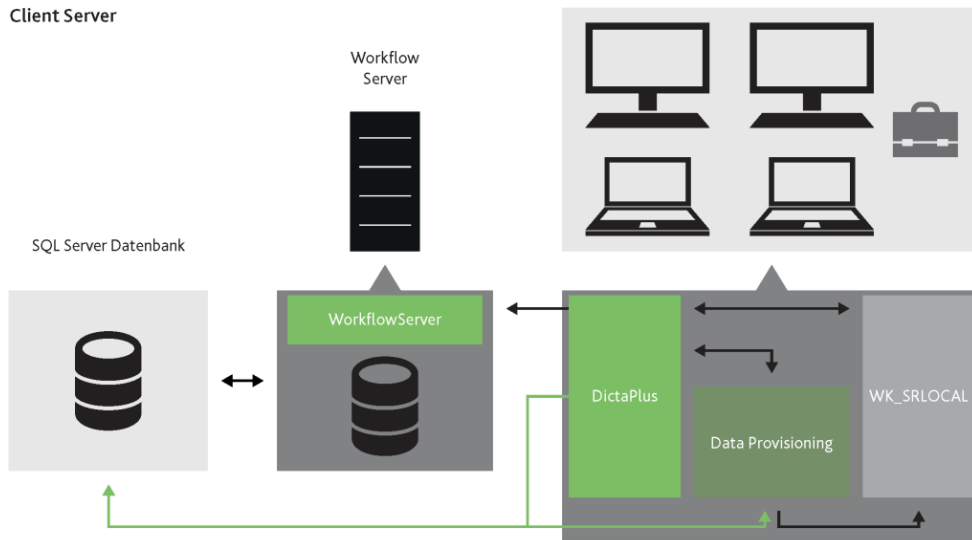 Client Server
Workflow
Server
SQL Server Datenbank
WorkflowServer
DictaPlus
WK_SRLOCAL
Data Provisioning